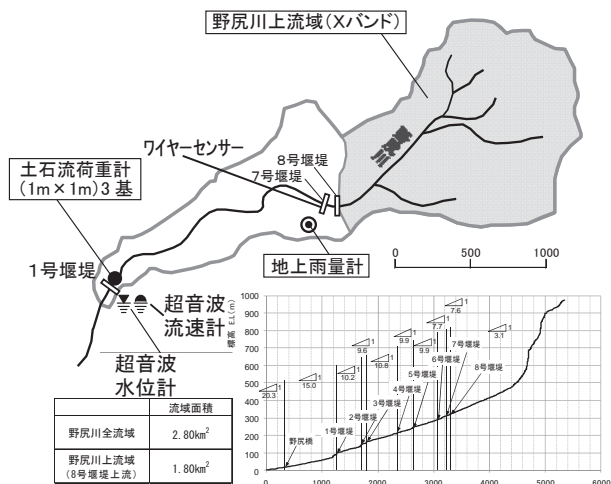 野尻川上流域(Xバンド)
野尻川
ワイヤーセンサー
8号堰堤
7号堰堤
土石流荷重計
(1m×1m)3 基
地上雨量計
0 500 1000
1号堰堤
超音波
流速計
超音波
水位計
流域面積
野尻川全流域 2.80km²
野尻川上流域
(8号堰堤上流) 1.80km²
標高 E.L(m)
1000
900
800
700
600
500
400
300
200
100
0
0 1000 2000 3000 4000 5000 6000
1
20.3
1
15.0
1
10.2
1
9.6
1
10.8
1
9.9
1
9.9
1
7.7
1
7.6
1
3.1
野尻橋
1号堰堤
2号堰堤
3号堰堤
4号堰堤
5号堰堤
6号堰堤
7号堰堤
8号堰堤